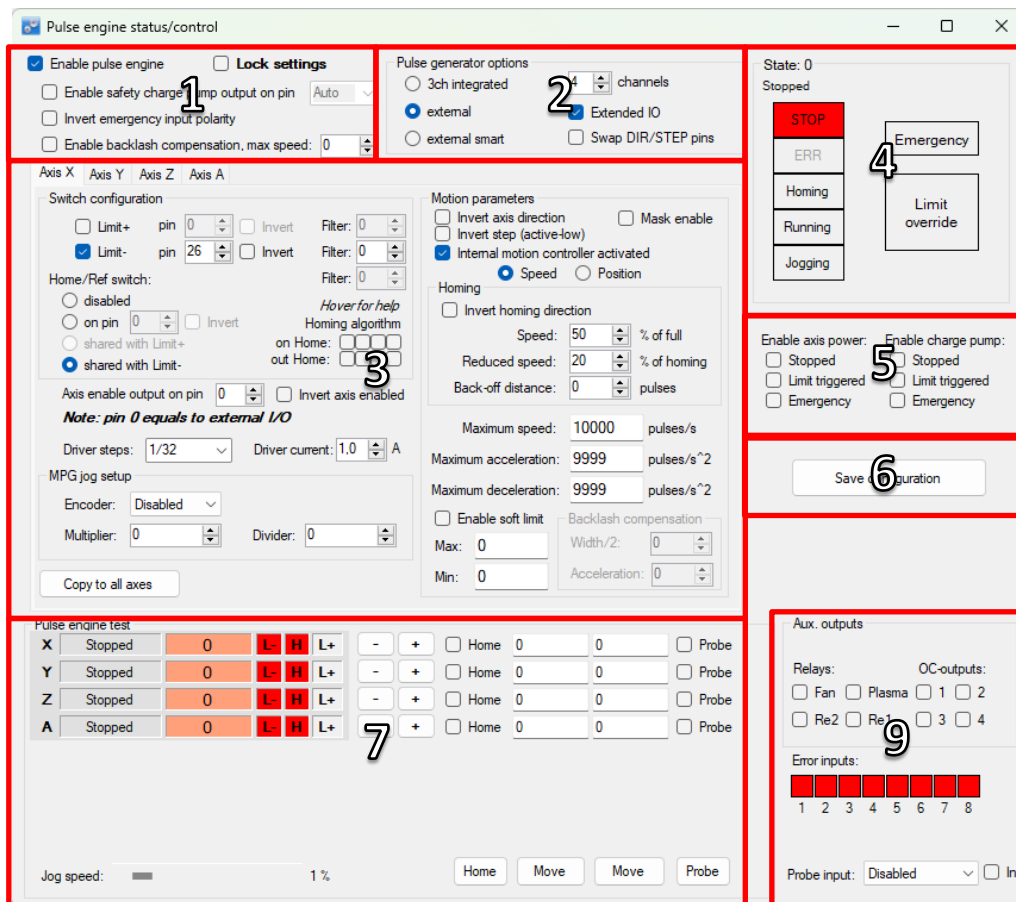 Pulse engine status/control
Enable pulse engine Lock settings
Enable safety charge pump output on pin Auto
Invert emergency input polarity
Enable backlash compensation, max speed: 0
1
Pulse generator options
3ch integrated 4 channels
external Extended IO
external smart Swap DIR/STEP pins
2
State: 0
Stopped
STOP
ERR
Homing
Running
Jogging
Emergency
Limit
override
4
Axis X Axis Y Axis Z Axis A
Switch configuration
Limit+ pin 0 Invert Filter: 0
Limit- pin 26 Invert Filter: 0
Home/Ref switch: Filter: 0
disabled Hover for help
on pin 0 Invert Homing algorithm
shared with Limit+ on Home:
shared with Limit- out Home:
3
Axis enable output on pin 0 Invert axis enabled
Note: pin 0 equals to external I/O
Driver steps: 1/32 Driver current: 1,0 A
MPG jog setup
Encoder: Disabled
Multiplier: 0 Divider: 0
Copy to all axes
Motion parameters
Invert axis direction Mask enable
Invert step (active-low)
Internal motion controller activated
Speed Position
Homing
Invert homing direction
Speed: 50 % of full
Reduced speed: 20 % of homing
Back-off distance: 0 pulses
Maximum speed: 10000 pulses/s
Maximum acceleration: 9999 pulses/s^2
Maximum deceleration: 9999 pulses/s^2
Enable soft limit Backlash compensation
Max: 0 Width/2: 0
Min: 0 Acceleration: 0
Enable axis power: Enable charge pump:
Stopped Stopped
Limit triggered Limit triggered
Emergency Emergency
5
Save configuration
6
Pulse engine test
X Stopped 0 L- H L+ - + Home 0 0 Probe
Y Stopped 0 L- H L+ - + Home 0 0 Probe
Z Stopped 0 L- H L+ - + Home 0 0 Probe
A Stopped 0 L- H L+ - + Home 0 0 Probe
7
Jog speed: 1 % Home Move Move Probe
Aux. outputs
Relays: OC-outputs:
Fan Plasma 1 2
Re2 Re1 3 4
9
Error inputs:
1 2 3 4 5 6 7 8
Probe input: Disabled In